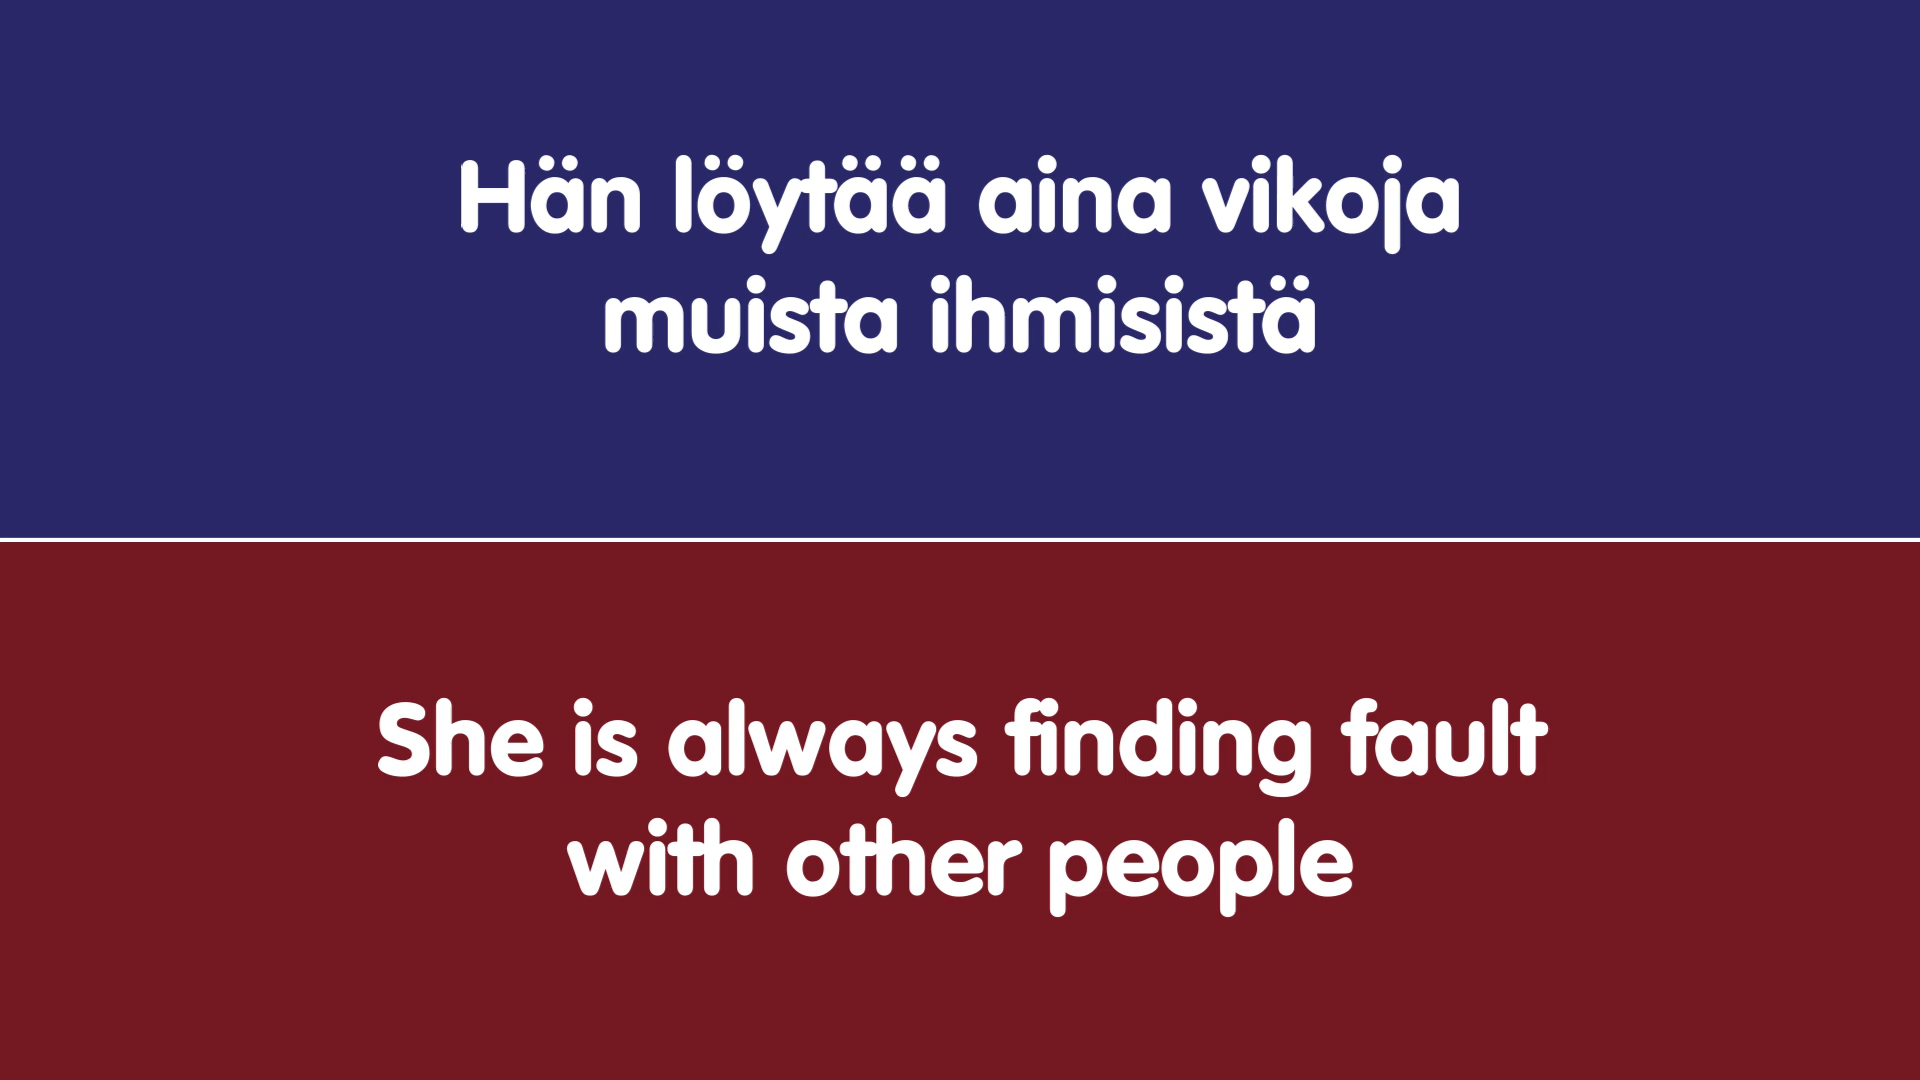 Hän löytää aina vikoja
muista ihmisistä
She is always finding fault
with other people